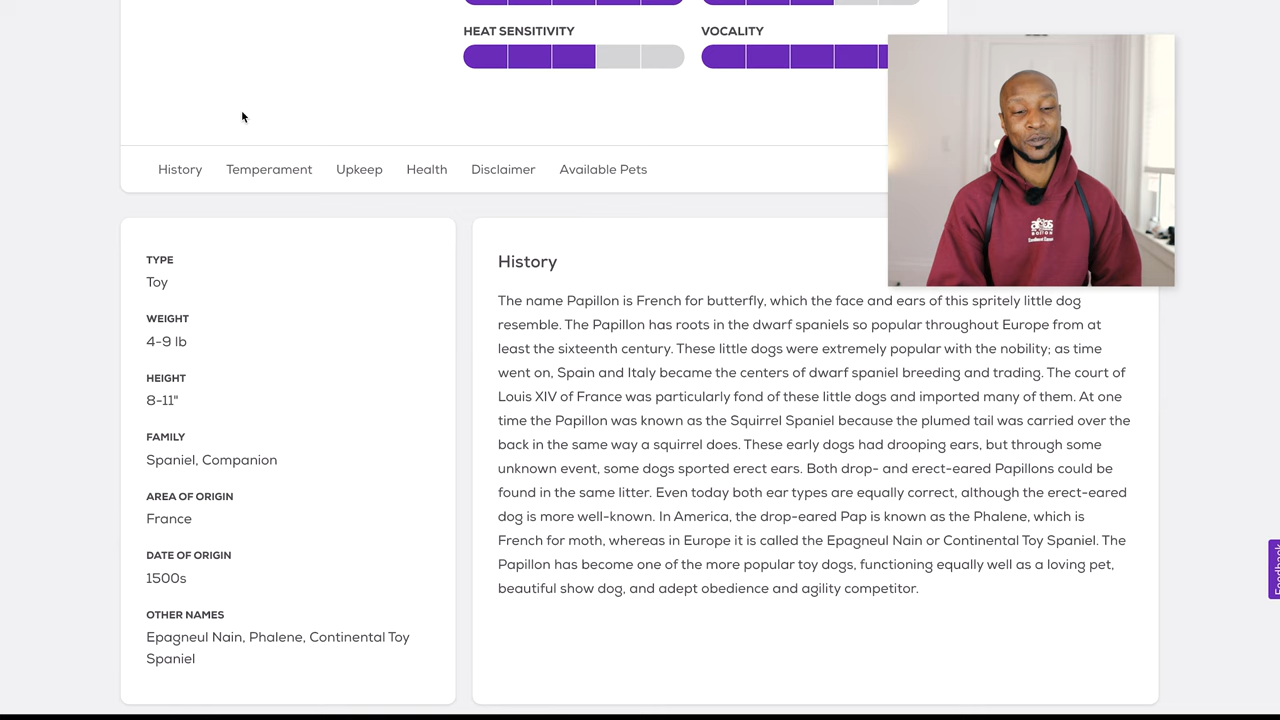 HEAT SENSITIVITY
VOCALITY
History
Temperament
Upkeep
Health
Disclaimer
Available Pets
TYPE
Toy
WEIGHT
4-9 lb
HEIGHT
8-11"
FAMILY
Spaniel, Companion
AREA OF ORIGIN
France
DATE OF ORIGIN
1500s
OTHER NAMES
Epagneul Nain, Phalene, Continental Toy
Spaniel
History
The name Papillon is French for butterfly, which the face and ears of this spritely little dog
resemble. The Papillon has roots in the dwarf spaniels so popular throughout Europe from at
least the sixteenth century. These little dogs were extremely popular with the nobility; as time
went on, Spain and Italy became the centers of dwarf spaniel breeding and trading. The court of
Louis XIV of France was particularly fond of these little dogs and imported many of them. At one
time the Papillon was known as the Squirrel Spaniel because the plumed tail was carried over the
back in the same way a squirrel does. These early dogs had drooping ears, but through some
unknown event, some dogs sported erect ears. Both drop- and erect-eared Papillons could be
found in the same litter. Even today both ear types are equally correct, although the erect-eared
dog is more well-known. In America, the drop-eared Pap is known as the Phalene, which is
French for moth, whereas in Europe it is called the Epagneul Nain or Continental Toy Spaniel. The
Papillon has become one of the more popular toy dogs, functioning equally well as a loving pet,
beautiful show dog, and adept obedience and agility competitor.